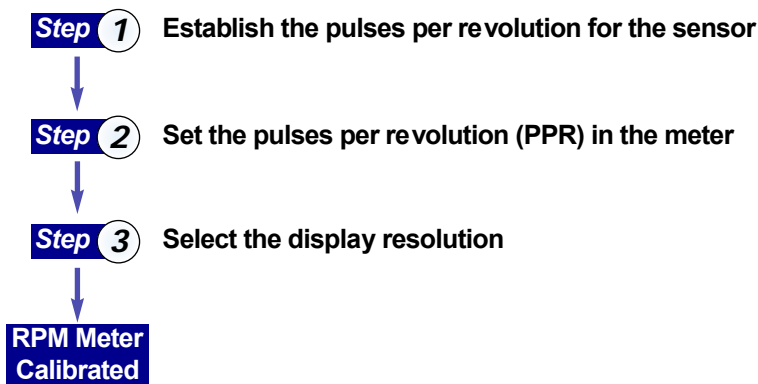 Step 1 Establish the pulses per revolution for the sensor
Step 2 Set the pulses per revolution (PPR) in the meter
Step 3 Select the display resolution
RPM Meter
Calibrated